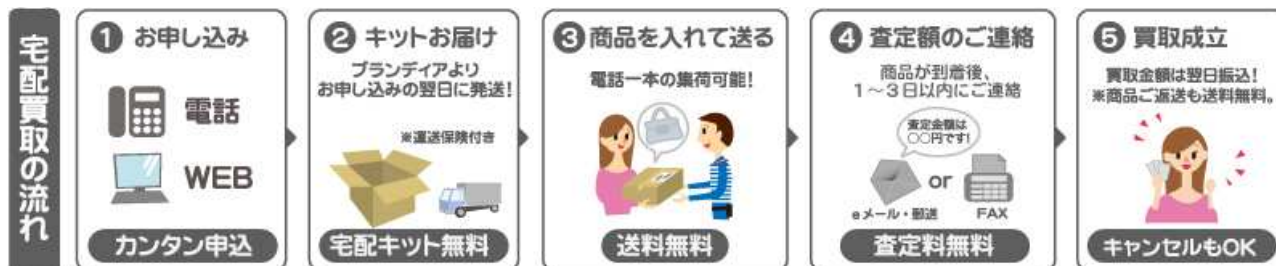 宅配買取の流れ
❶ お申し込み
電話
WEB
カンタン申込
❷ キットお届け
ブランディアより
お申し込みの翌日に発送!
※運送保険付き
宅配キット無料
❸ 商品を入れて送る
電話一本の集荷可能!
送料無料
❹ 査定額のご連絡
商品が到着後、
1~3日以内にご連絡
査定金額は
○○円です!
or
eメール・郵送
FAX
査定料無料
❺ 買取成立
買取金額は翌日振込!
※商品ご返送も送料無料。
キャンセルもOK